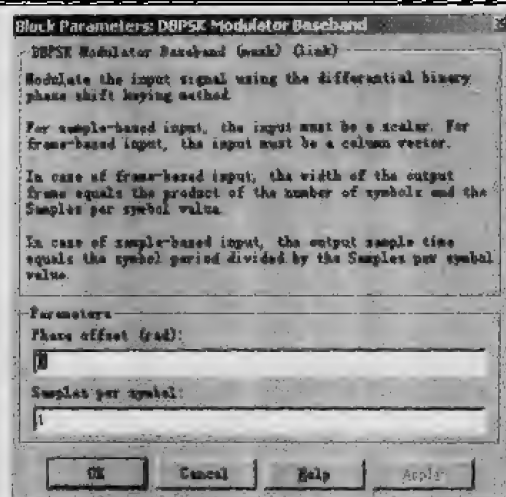 Block Parameters: DBPSK Modulator Baseband
DBPSK Modulator Baseband (mask) (link)
Modulate the input signal using the differential binary
phase shift keying method.
For sample-based input, the input must be a scalar. For
frame-based input, the input must be a column vector.
In case of frame-based input, the width of the output
frame equals the product of the number of symbols and the
Samples per symbol value.
In case of sample-based input, the output sample time
equals the symbol period divided by the Samples per symbol
value.
Parameters
Phase offset (rad):
Samples per symbol:
1
OK
Cancel
Help
Apply